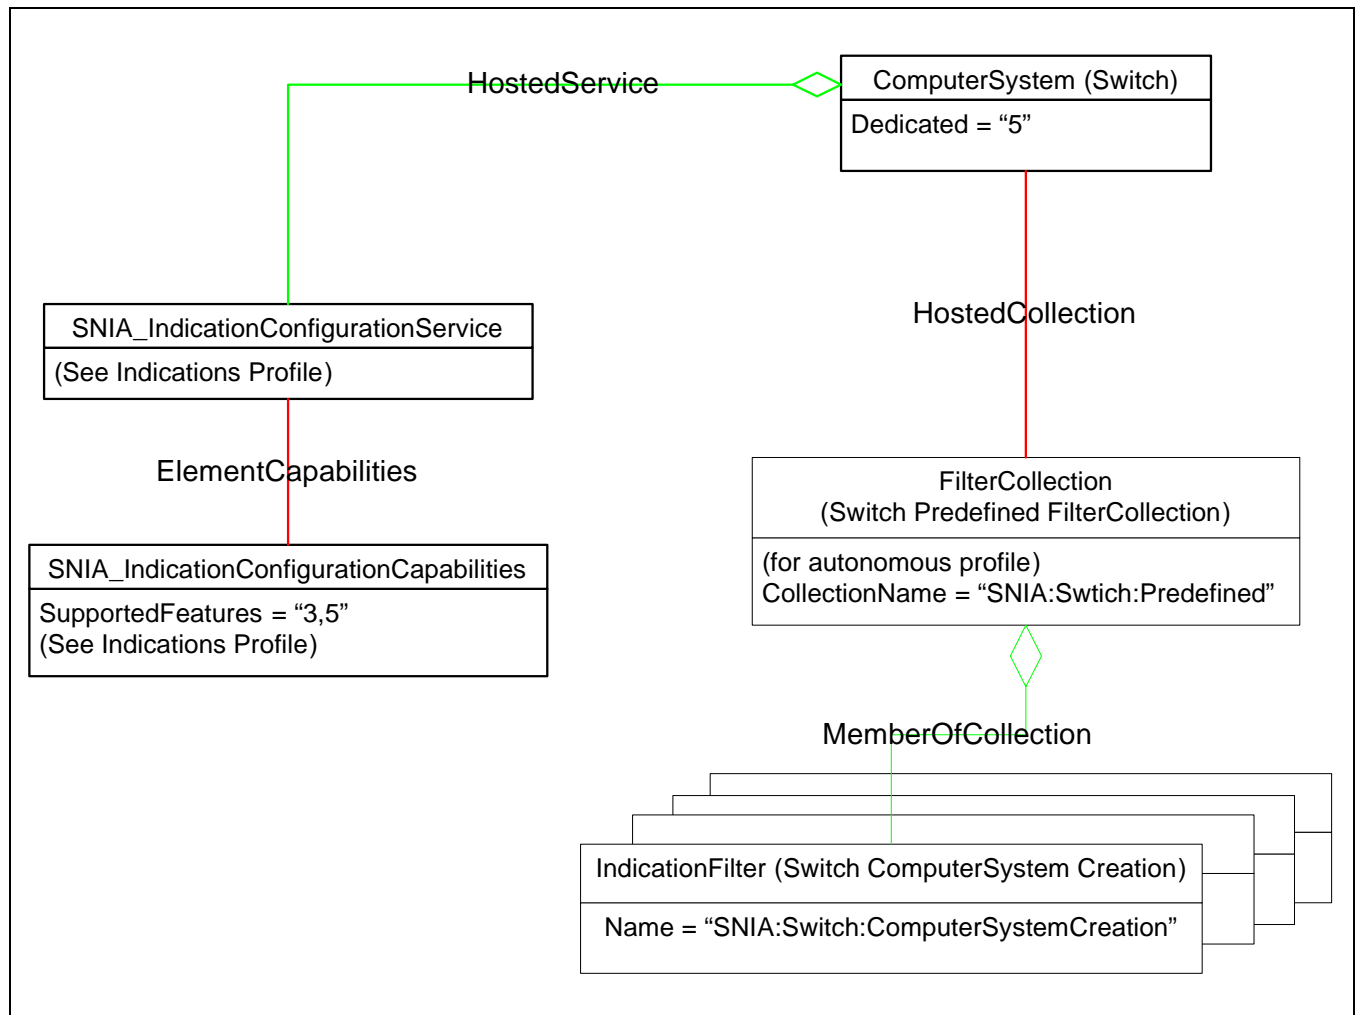 HostedService
ComputerSystem (Switch)
Dedicated = “5”
HostedCollection
SNIA_IndicationConfigurationService
(See Indications Profile)
ElementCapabilities
SNIA_IndicationConfigurationCapabilities
SupportedFeatures = “3,5”
(See Indications Profile)
FilterCollection
(Switch Predefined FilterCollection)
(for autonomous profile)
CollectionName = “SNIA:Swtich:Predefined”
MemberOfCollection
IndicationFilter (Switch ComputerSystem Creation)
Name = “SNIA:Switch:ComputerSystemCreation”